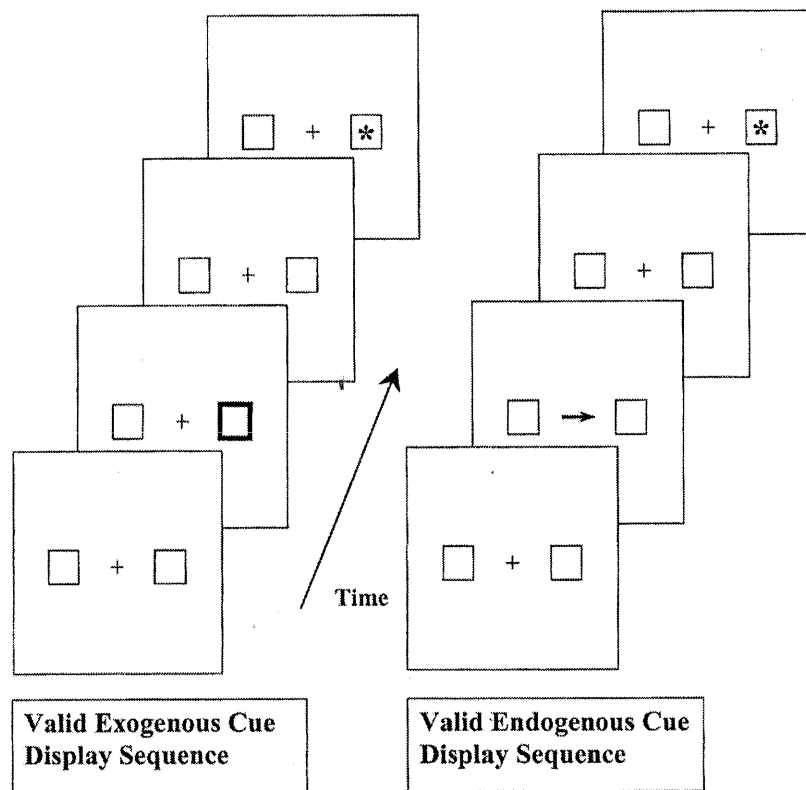 + *
+ *
+
+
+
+
+
Time
Valid Exogenous Cue
Display Sequence
Valid Endogenous Cue
Display Sequence